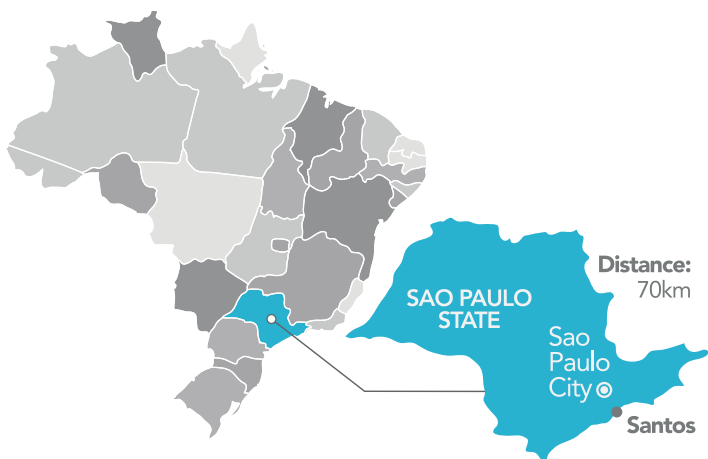 Distance:
70km
SAO PAULO
STATE
Sao
Paulo
City
Santos